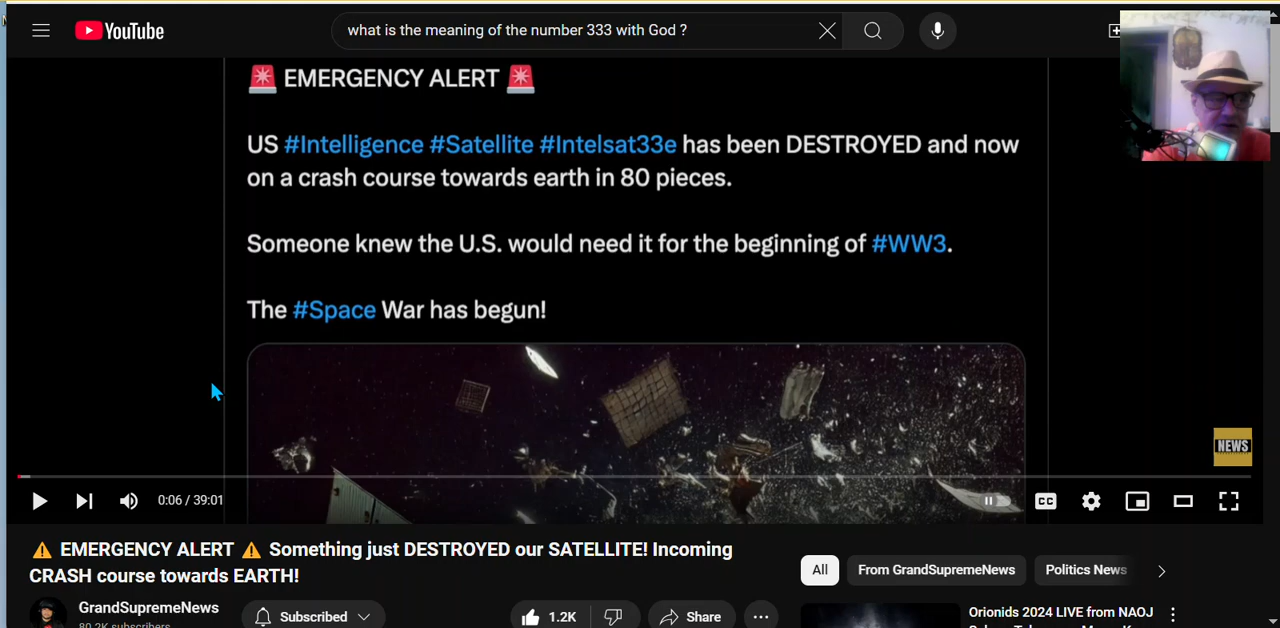 YouTube
what is the meaning of the number 333 with God ?
EMERGENCY ALERT
US #Intelligence #Satellite #Intelsat33e has been DESTROYED and now
on a crash course towards earth in 80 pieces.
Someone knew the U.S. would need it for the beginning of #WW3.
The #Space War has begun!
NEWS
0:06 / 39:01
CC
EMERGENCY ALERT Something just DESTROYED our SATELLITE! Incoming
CRASH course towards EARTH!
All
From GrandSupremeNews
Politics News
GrandSupremeNews
80.2K subscribers
Subscribed
1.2K
Share
Orionids 2024 LIVE from NAOJ